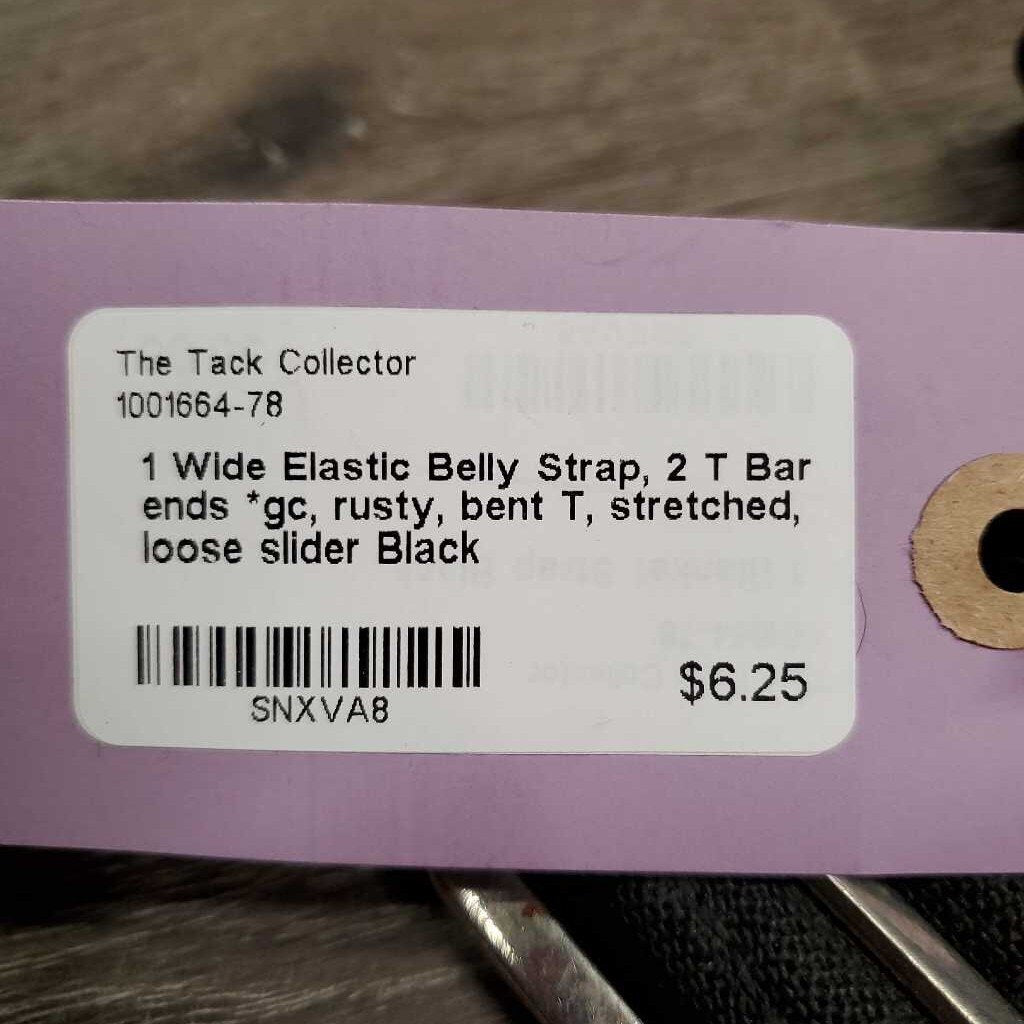 The Tack Collector
1001664-78
1 Wide Elastic Belly Strap, 2 T Bar
ends *gc, rusty, bent T, stretched,
loose slider Black
SNXVA8
$6.25